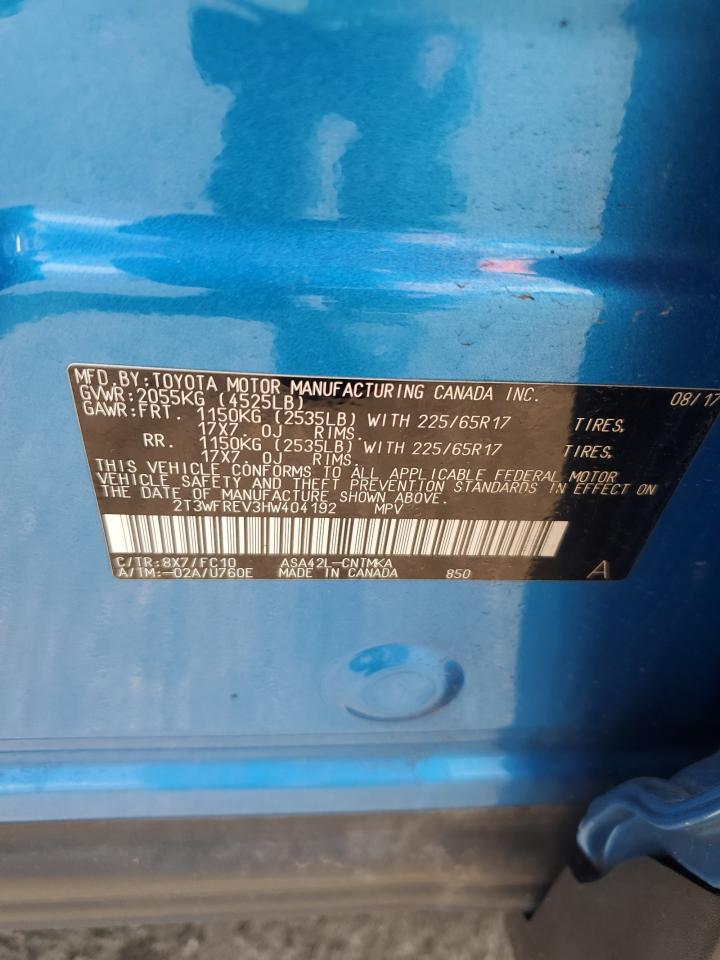 MFD.BY:TOYOTA MOTOR MANUFACTURING CANADA INC. 08/17
GVWR:2055KG (4525LB)
GAWR:FRT. 1150KG (2535LB) WITH 225/65R17 TIRES,
17X7 0J RIMS.
RR. 1150KG (2535LB) WITH 225/65R17 TIRES,
17X7 0J RIMS
THIS VEHICLE CONFORMS TO ALL APPLICABLE FEDERAL MOTOR
VEHICLE SAFETY AND THEFT PREVENTION STANDARDS IN EFFECT ON
THE DATE OF MANUFACTURE SHOWN ABOVE.
2T3WFREV3HW404192 MPV
C/TR:8X7/FC10 ASA42L-CNTMKA
A/TM:-02A/U760E MADE IN CANADA 850 A